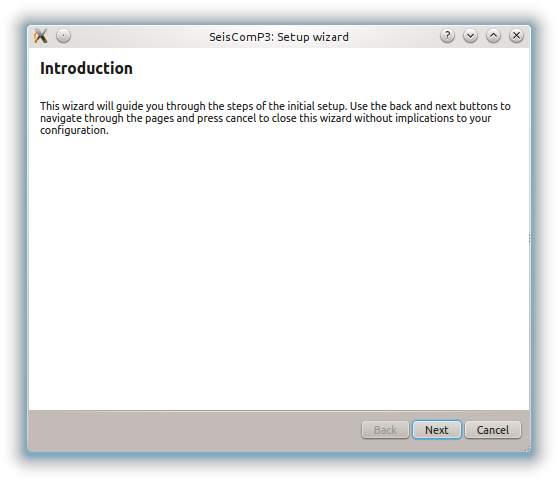 SeisComP3: Setup wizard
Introduction
This wizard will guide you through the steps of the initial setup. Use the back and next buttons to
navigate through the pages and press cancel to close this wizard without implications to your
configuration.
Back
Next
Cancel